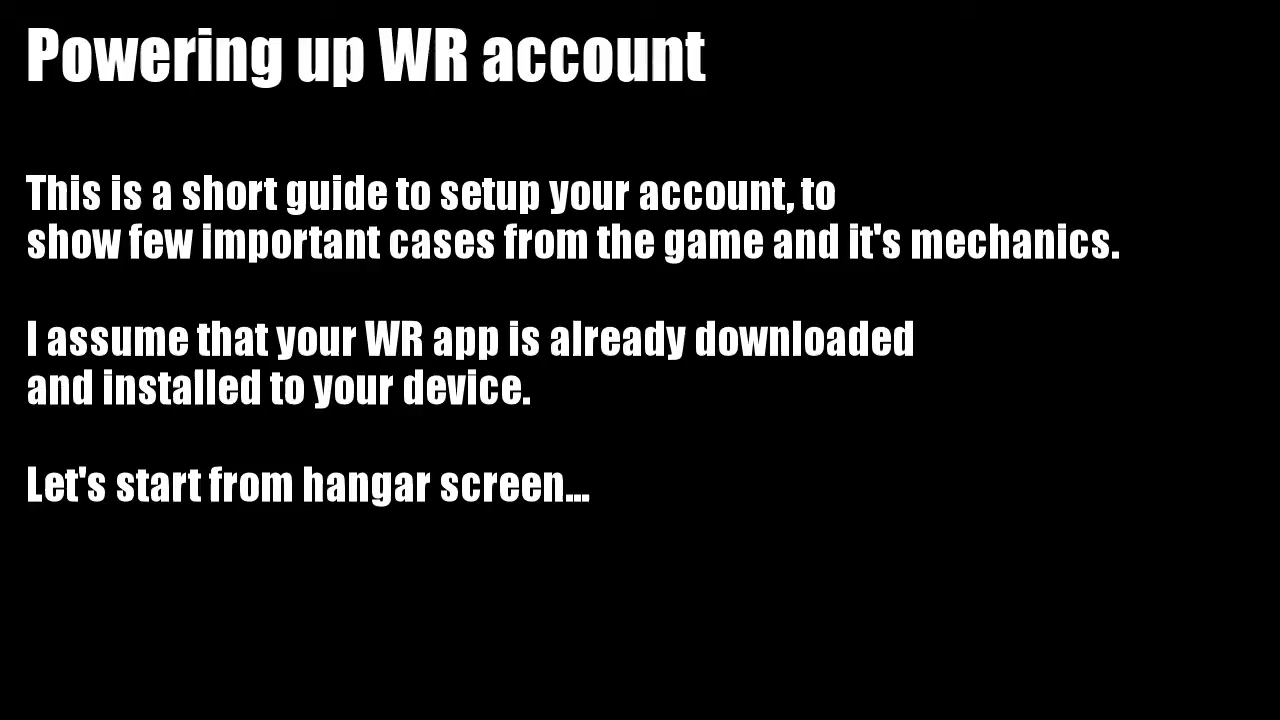 Powering up WR account
This is a short guide to setup your account, to
show few important cases from the game and it's mechanics.
I assume that your WR app is already downloaded
and installed to your device.
Let's start from hangar screen...